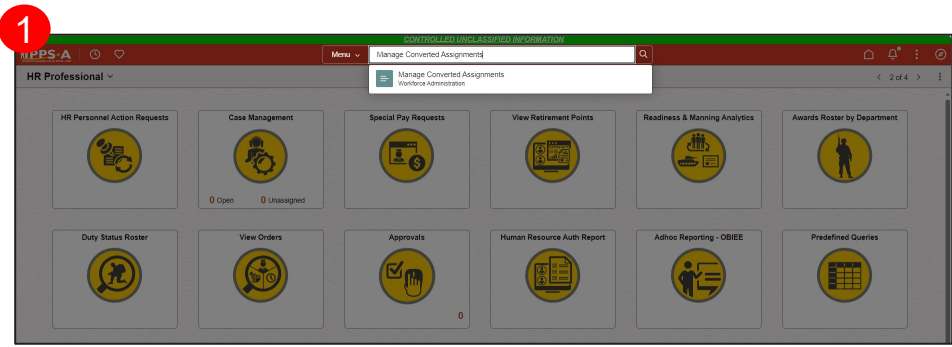 1
CONTROLLED UNCLASSIFIED INFORMATION
IPPS-A
Menu
Manage Converted Assignments
Manage Converted Assignments
Workforce Administration
HR Professional
2 of 4
HR Personnel Action Requests
Case Management
0 Open 0 Unassigned
Special Pay Requests
View Retirement Points
Readiness & Manning Analytics
Awards Roster by Department
Duty Status Roster
View Orders
Approvals
0
Human Resource Auth Report
Adhoc Reporting - OBIEE
Predefined Queries